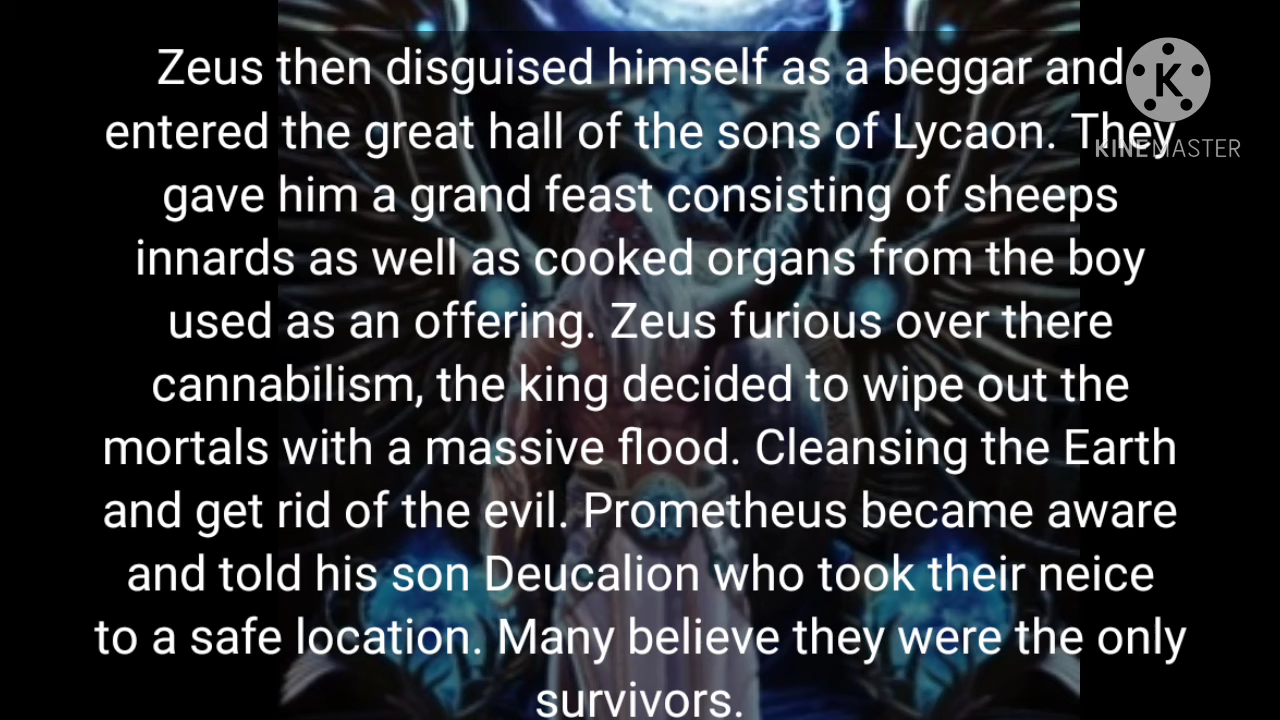 Zeus then disguised himself as a beggar and
entered the great hall of the sons of Lycaon. They
gave him a grand feast consisting of sheeps
innards as well as cooked organs from the boy
used as an offering. Zeus furious over there
cannabilism, the king decided to wipe out the
mortals with a massive flood. Cleansing the Earth
and get rid of the evil. Prometheus became aware
and told his son Deucalion who took their neice
to a safe location. Many believe they were the only
survivors.
K
KINEMASTER